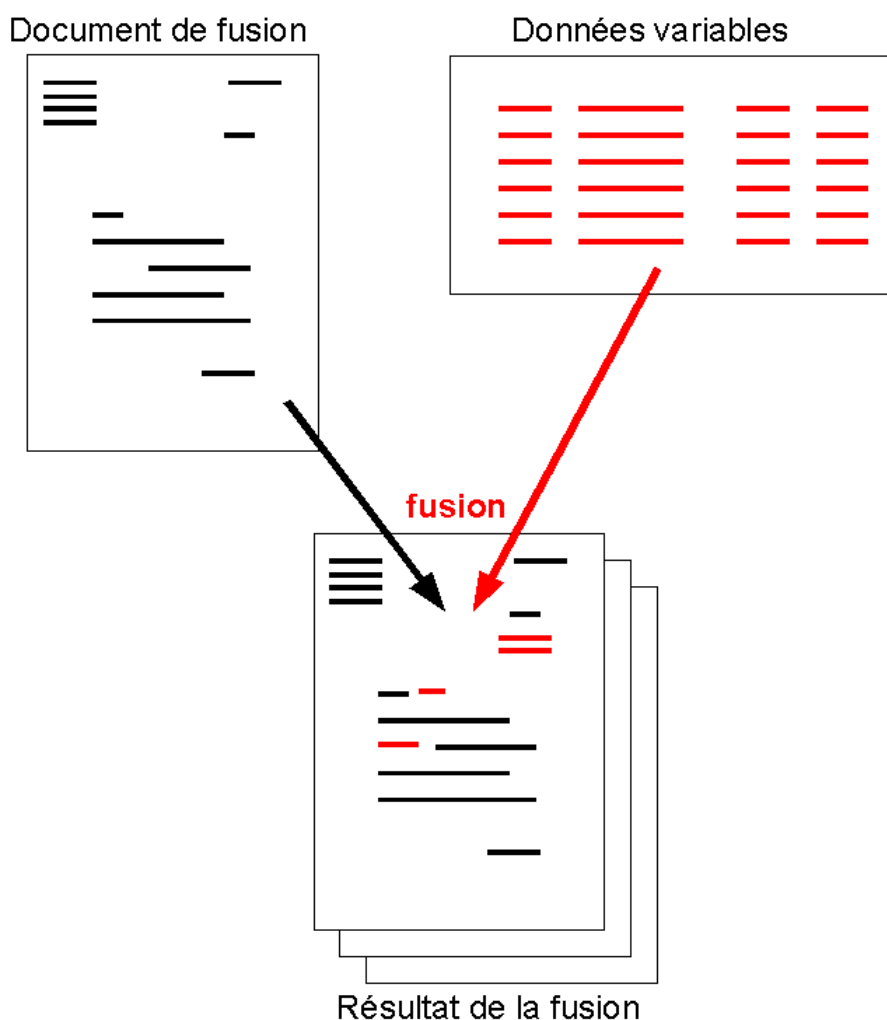 Document de fusion
Données variables
fusion
Résultat de la fusion